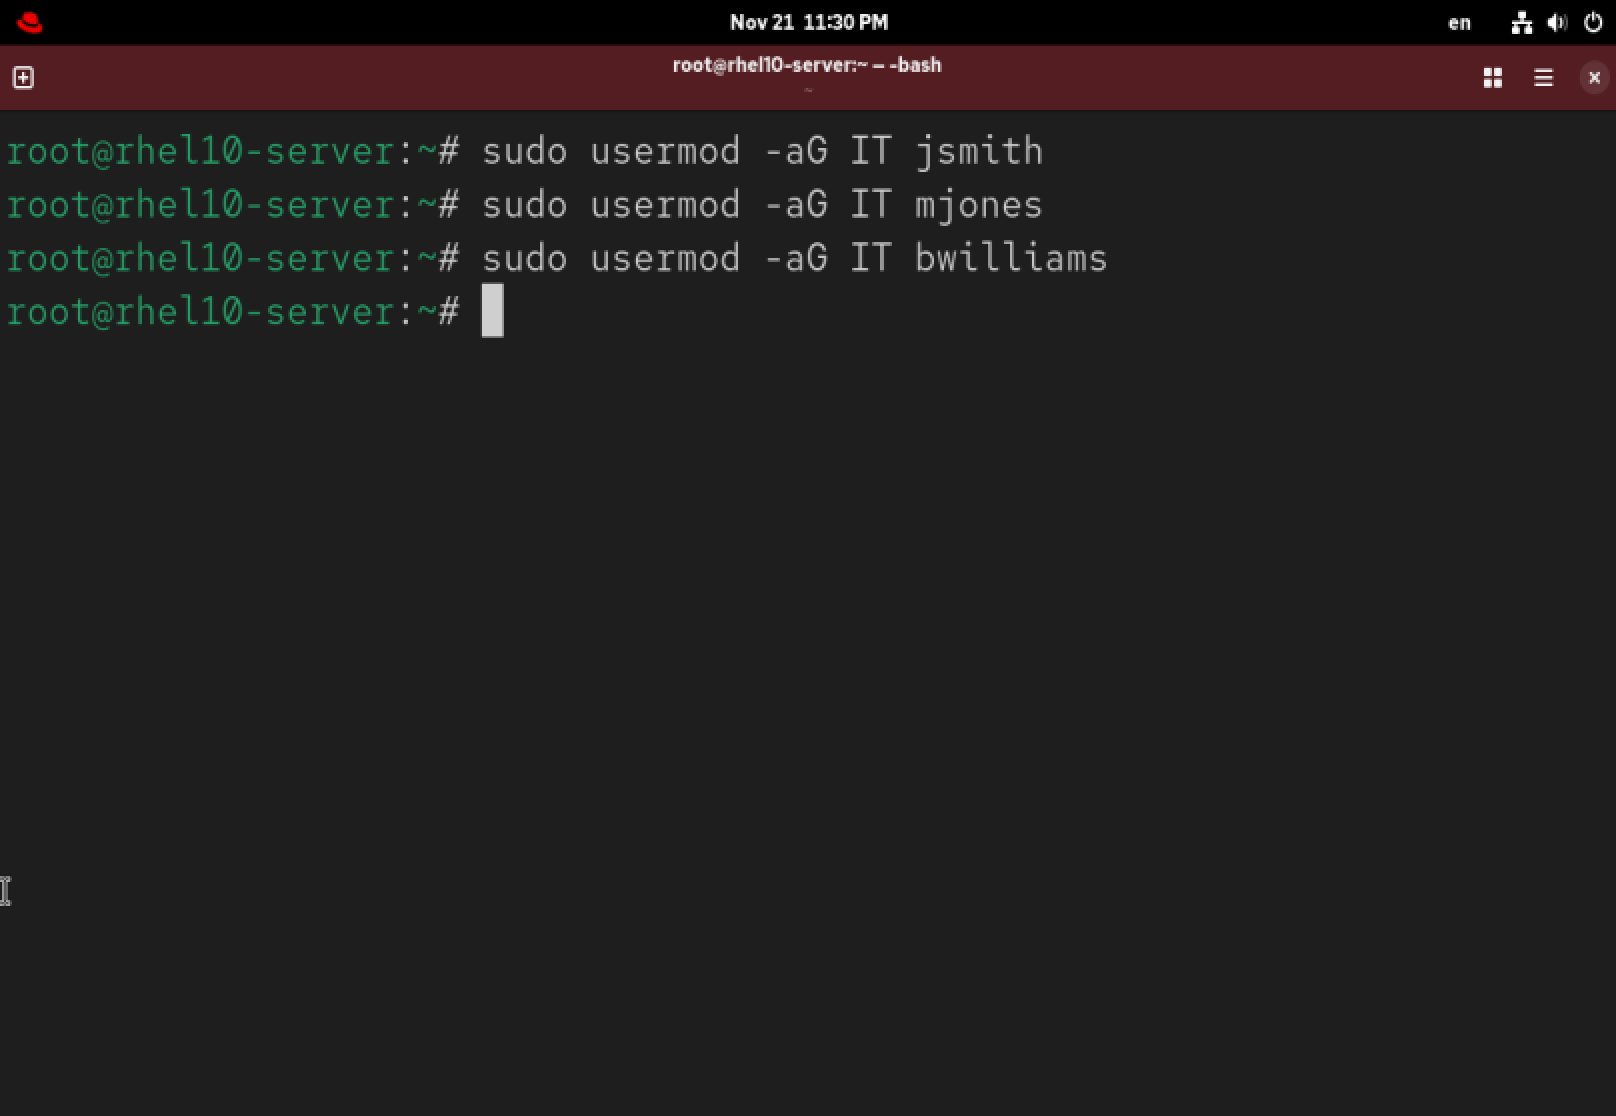 Nov 21 11:30 PM
en
root@rhel10-server:~ – -bash
~
root@rhel10-server:~# sudo usermod -aG IT jsmith
root@rhel10-server:~# sudo usermod -aG IT mjones
root@rhel10-server:~# sudo usermod -aG IT bwilliams
root@rhel10-server:~#